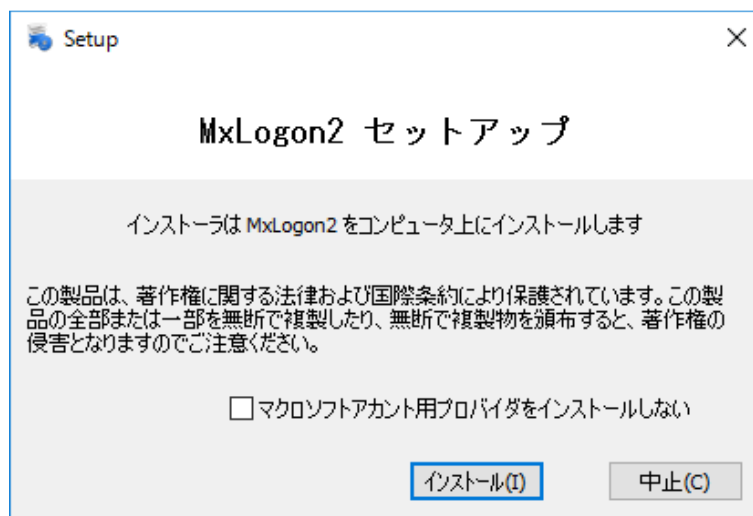 Setup
MxLogon2 セットアップ
インストーラは MxLogon2 をコンピュータ上にインストールします
この製品は、著作権に関する法律および国際条約により保護されています。この製
品の全部または一部を無断で複製したり、無断で複製物を頒布すると、著作権の
侵害となりますのでご注意ください。
マクロソフトアカント用プロバイダをインストールしない
インストール(I)
中止(C)